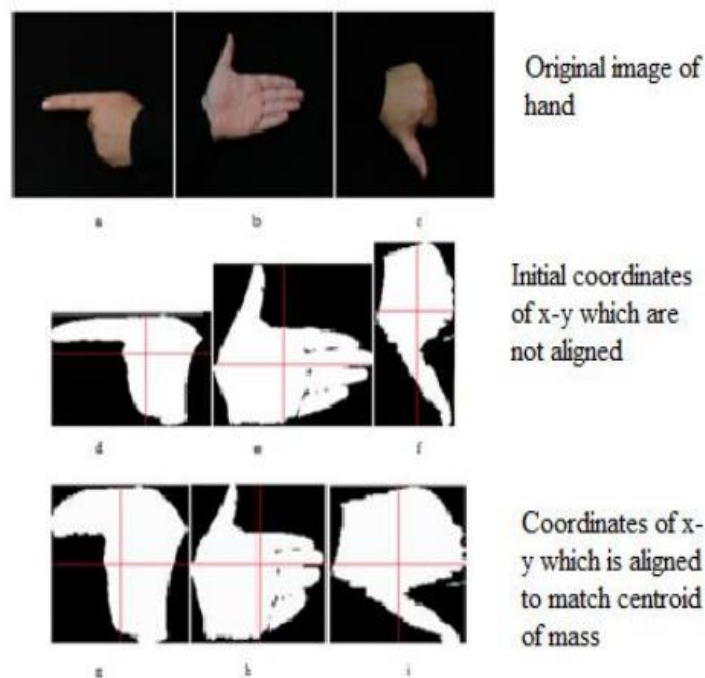 Original image of
hand
a b c
Initial coordinates
of x-y which are
not aligned
d e f
Coordinates of x-
y which is aligned
to match centroid
of mass
g i